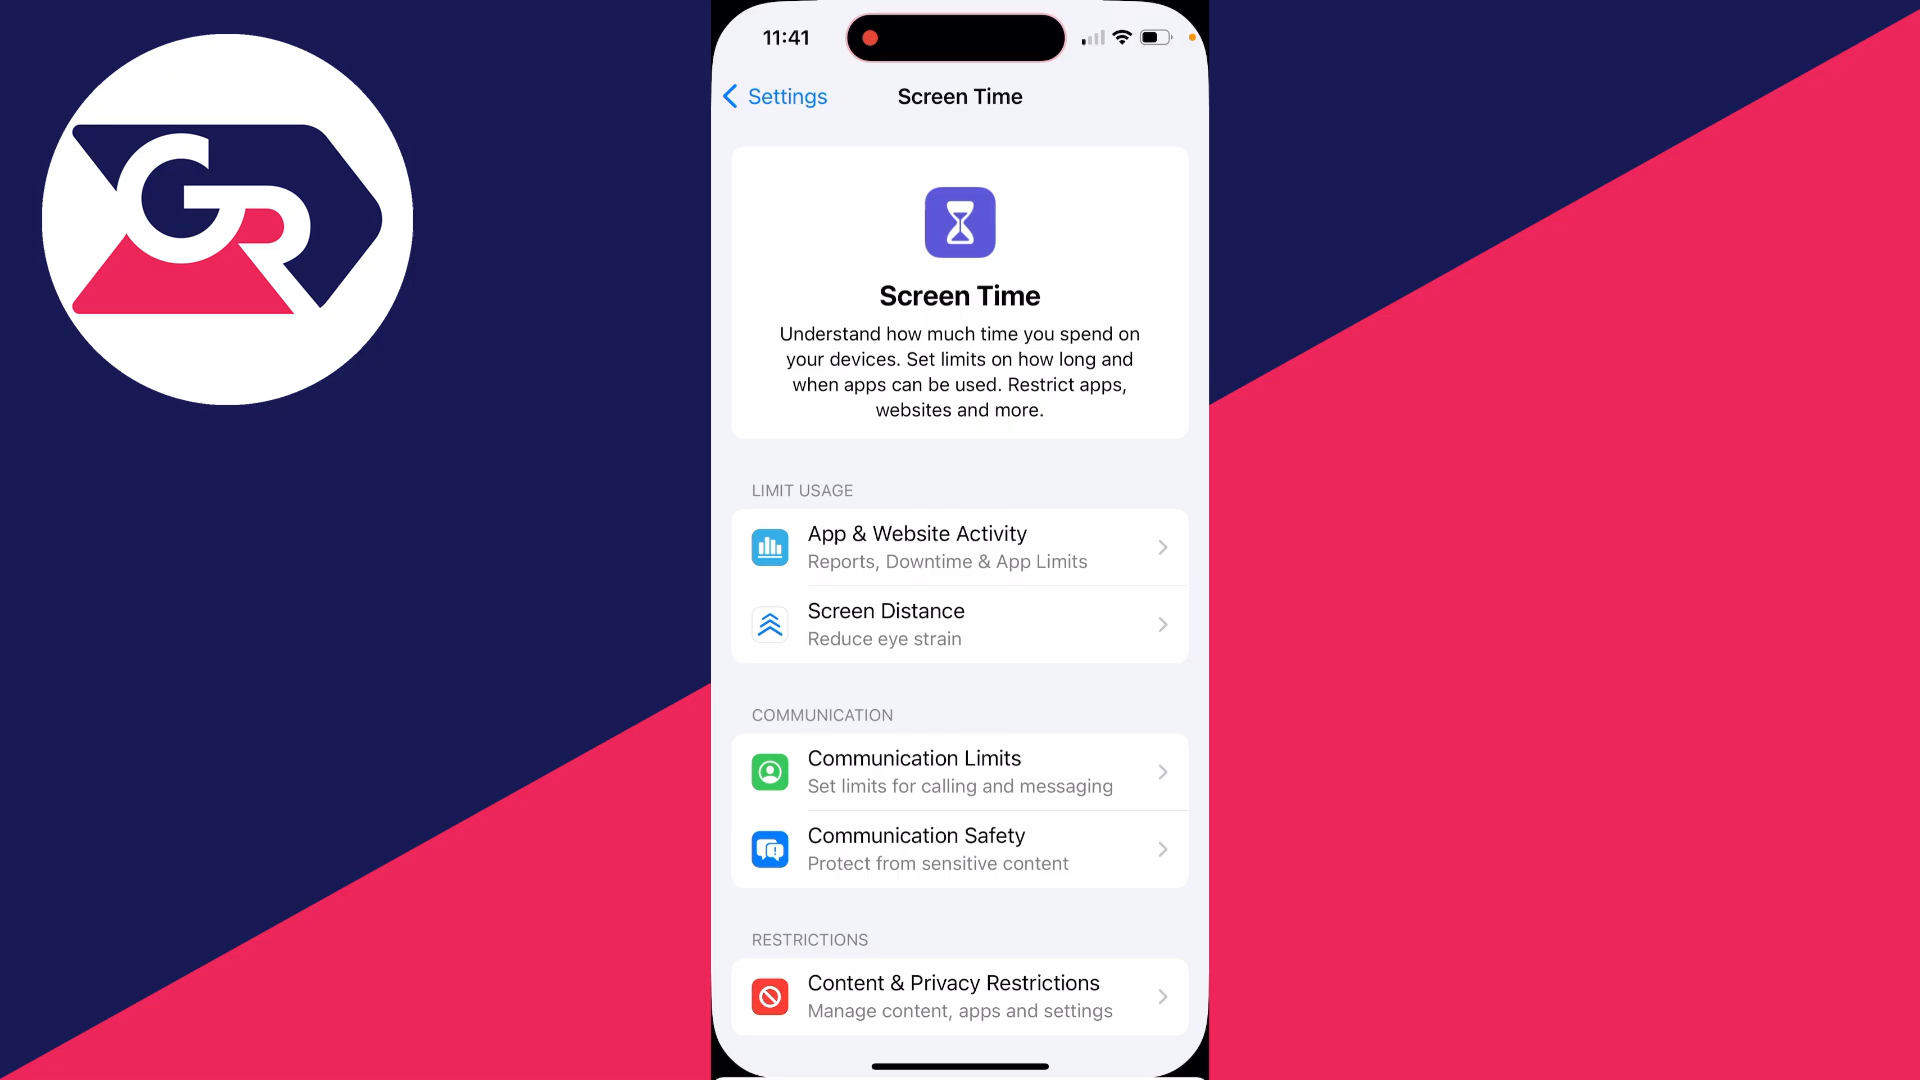 GR
11:41
Settings
Screen Time
Screen Time
Understand how much time you spend on
your devices. Set limits on how long and
when apps can be used. Restrict apps,
websites and more.
LIMIT USAGE
App & Website Activity
Reports, Downtime & App Limits
Screen Distance
Reduce eye strain
COMMUNICATION
Communication Limits
Set limits for calling and messaging
Communication Safety
Protect from sensitive content
RESTRICTIONS
Content & Privacy Restrictions
Manage content, apps and settings